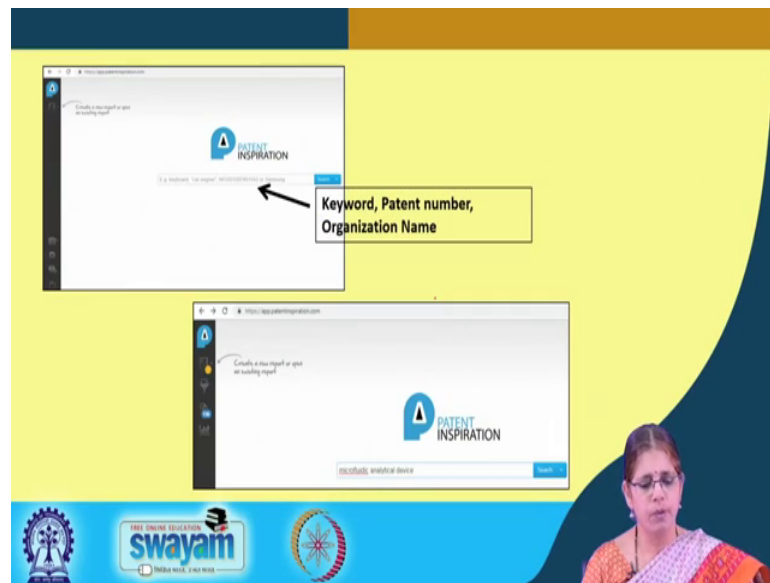 https://app.patentinspiration.com
Create a new report or open
an existing report
PATENT
INSPIRATION
Search
Keyword, Patent number,
Organization Name
https://app.patentinspiration.com
Create a new report or open
an existing report
PATENT
INSPIRATION
microfluidic analytical device
Search
FREE ONLINE EDUCATION
swayam